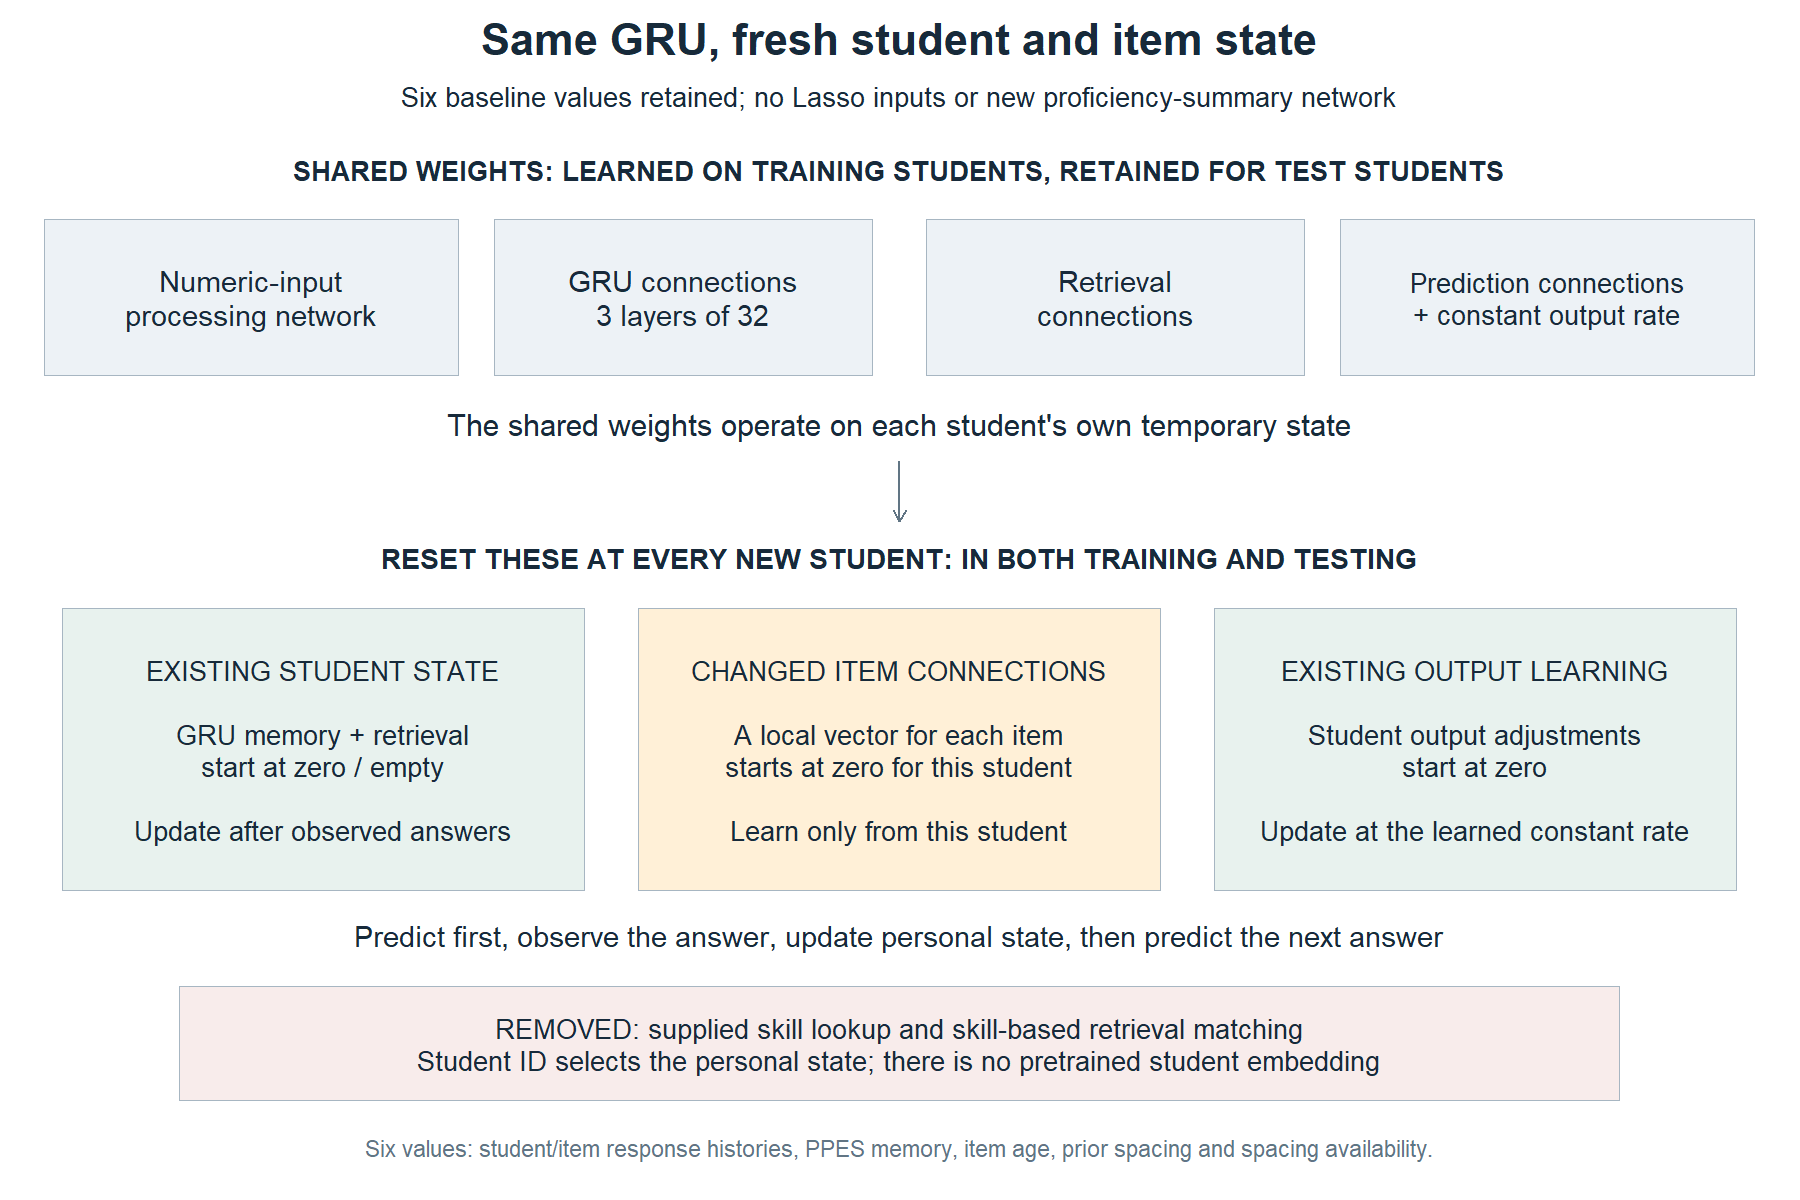 Same GRU, fresh student and item state
Six baseline values retained; no Lasso inputs or new proficiency-summary network
SHARED WEIGHTS: LEARNED ON TRAINING STUDENTS, RETAINED FOR TEST STUDENTS
Numeric-input
processing network
GRU connections
3 layers of 32
Retrieval
connections
Prediction connections
+ constant output rate
The shared weights operate on each student's own temporary state
RESET THESE AT EVERY NEW STUDENT: IN BOTH TRAINING AND TESTING
EXISTING STUDENT STATE
GRU memory + retrieval
start at zero / empty
Update after observed answers
CHANGED ITEM CONNECTIONS
A local vector for each item
starts at zero for this student
Learn only from this student
EXISTING OUTPUT LEARNING
Student output adjustments
start at zero
Update at the learned constant rate
Predict first, observe the answer, update personal state, then predict the next answer
REMOVED: supplied skill lookup and skill-based retrieval matching
Student ID selects the personal state; there is no pretrained student embedding
Six values: student/item response histories, PPES memory, item age, prior spacing and spacing availability.